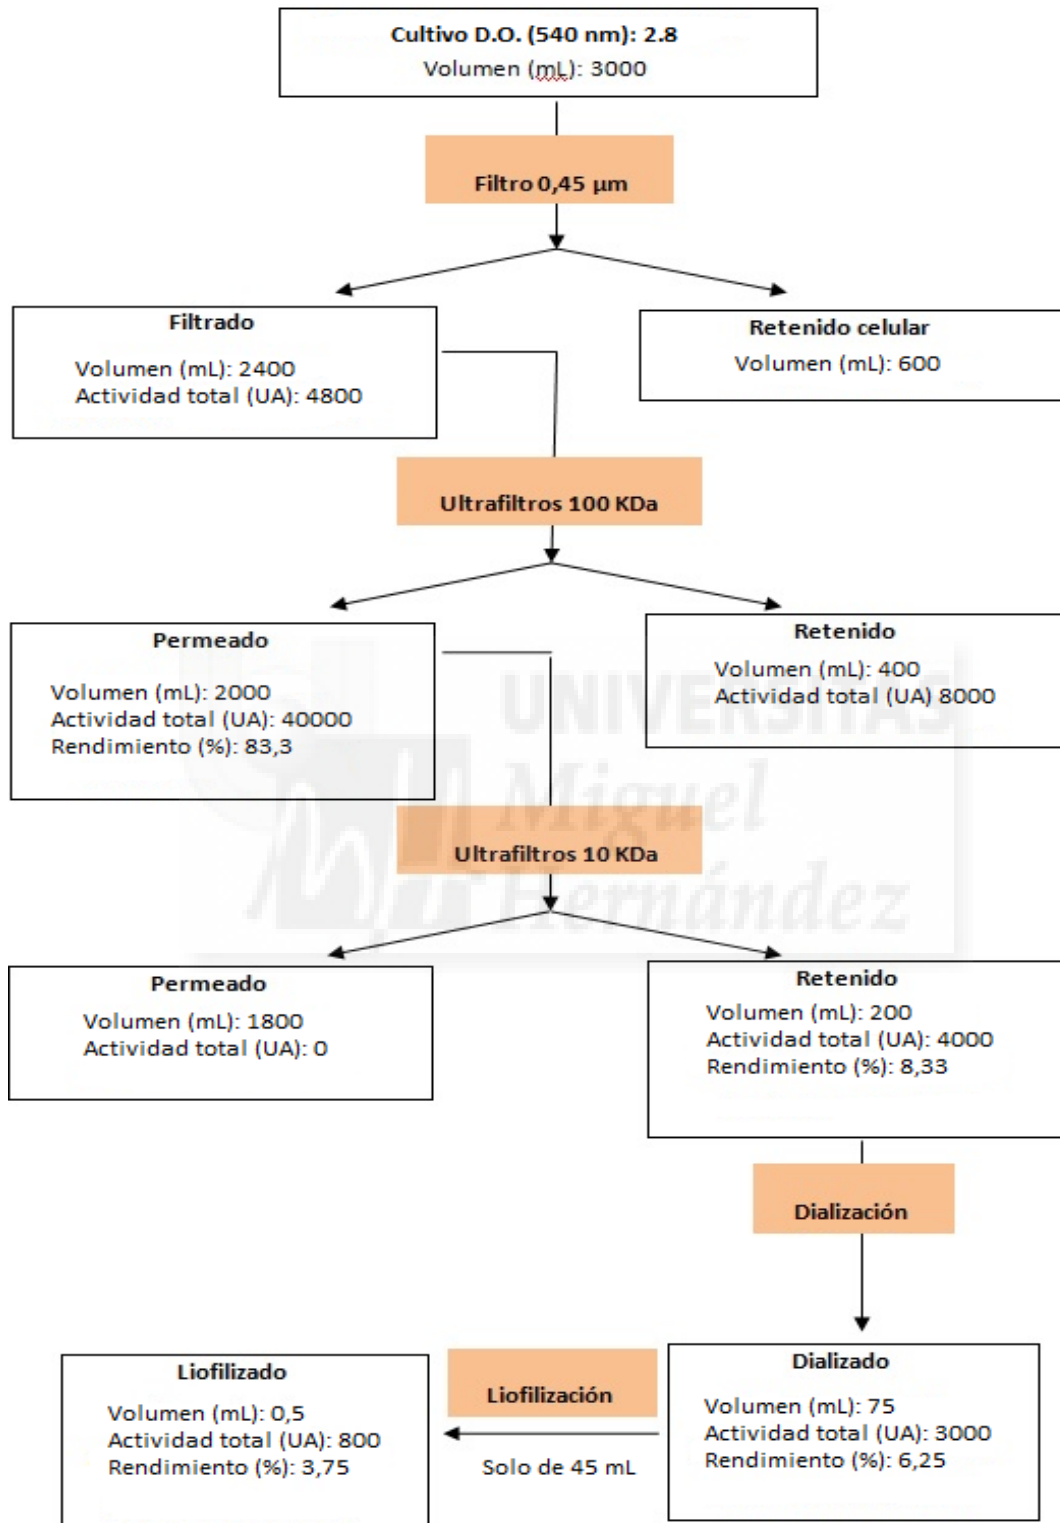 Cultivo D.O. (540 nm): 2.8
Volumen (mL): 3000
Filtro 0,45 µm
Filtrado
Volumen (mL): 2400
Actividad total (UA): 4800
Retenido celular
Volumen (mL): 600
Ultrafiltros 100 KDa
Permeado
Volumen (mL): 2000
Actividad total (UA): 40000
Rendimiento (%): 83,3
Retenido
Volumen (mL): 400
Actividad total (UA) 8000
UNIVERSITAS
Miguel
Hernández
Ultrafiltros 10 KDa
Permeado
Volumen (mL): 1800
Actividad total (UA): 0
Retenido
Volumen (mL): 200
Actividad total (UA): 4000
Rendimiento (%): 8,33
Dialización
Dializado
Volumen (mL): 75
Actividad total (UA): 3000
Rendimiento (%): 6,25
Liofilización
Solo de 45 mL
Liofilizado
Volumen (mL): 0,5
Actividad total (UA): 800
Rendimiento (%): 3,75